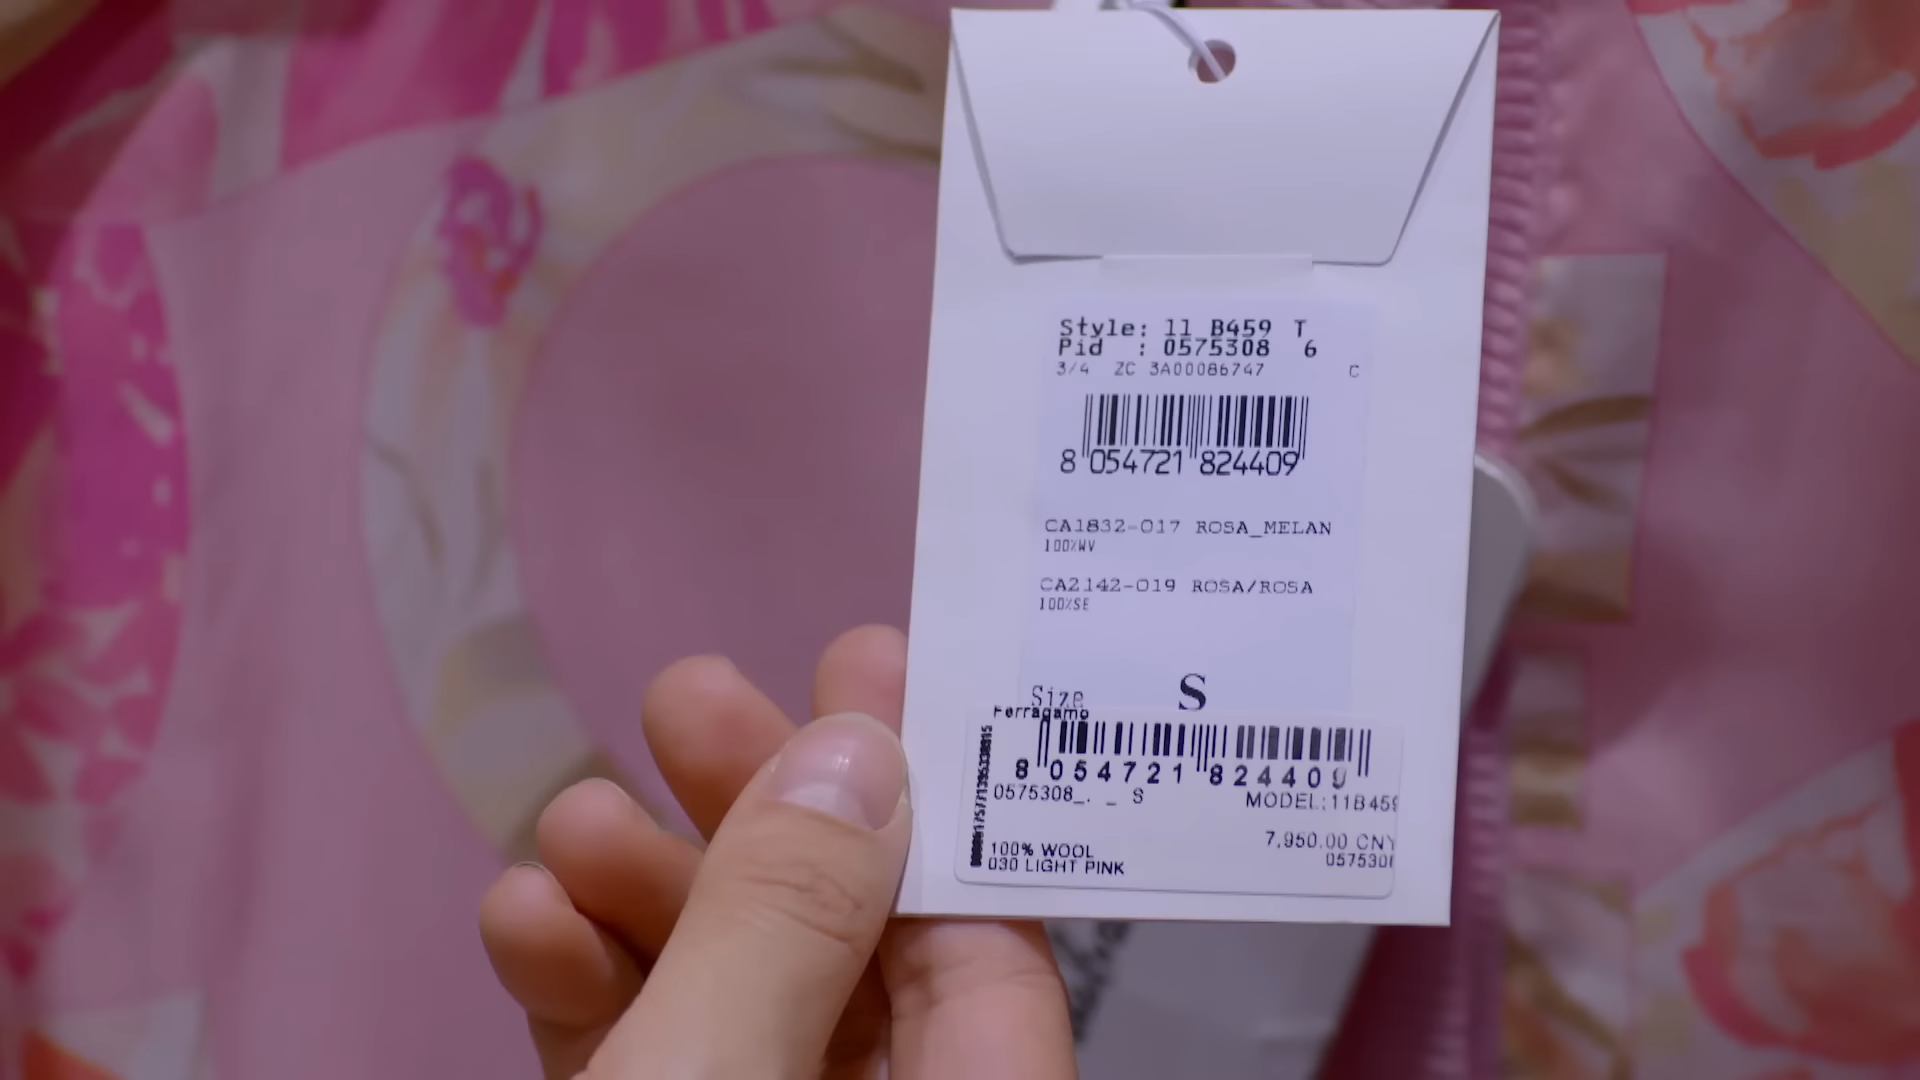 Style: 11 B459 T
Pid : 0575308 6
3/4 ZC 3A00086747 C
8 054721 824409
CA1832-017 ROSA_MELAN
100%WV
CA2142-019 ROSA/ROSA
100%SE
Size S
Ferragamo
8 054721 824409
0575308_. _ S
MODEL:11B459
7,950.00 CNY
100% WOOL
057530
030 LIGHT PINK